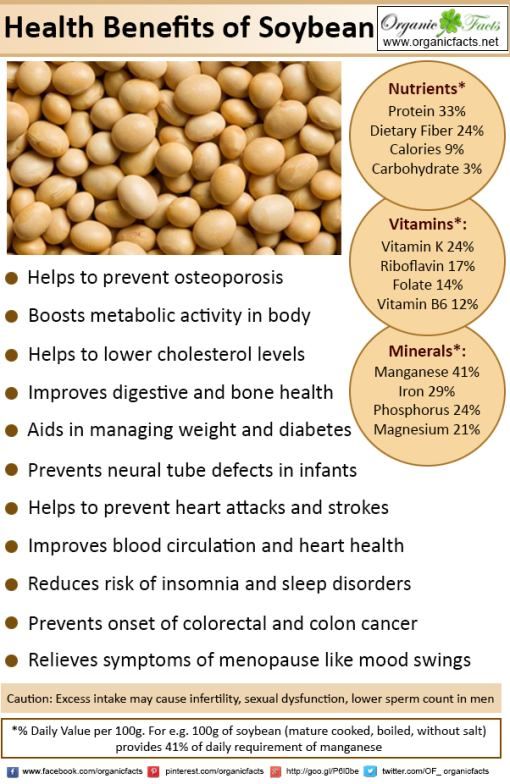 Health Benefits of Soybean
Organic Facts
www.organicfacts.net
Nutrients*
Protein 33%
Dietary Fiber 24%
Calories 9%
Carbohydrate 3%
Vitamins*:
Vitamin K 24%
Riboflavin 17%
Folate 14%
Vitamin B6 12%
Minerals*:
Manganese 41%
Iron 29%
Phosphorus 24%
Magnesium 21%
Helps to prevent osteoporosis
Boosts metabolic activity in body
Helps to lower cholesterol levels
Improves digestive and bone health
Aids in managing weight and diabetes
Prevents neural tube defects in infants
Helps to prevent heart attacks and strokes
Improves blood circulation and heart health
Reduces risk of insomnia and sleep disorders
Prevents onset of colorectal and colon cancer
Relieves symptoms of menopause like mood swings
Caution: Excess intake may cause infertility, sexual dysfunction, lower sperm count in men
*% Daily Value per 100g. For e.g. 100g of soybean (mature cooked, boiled, without salt)
provides 41% of daily requirement of manganese
www.facebook.com/organicfacts pinterest.com/organicfacts http://goo.gl/P6l0be twitter.com/OF_organicfacts